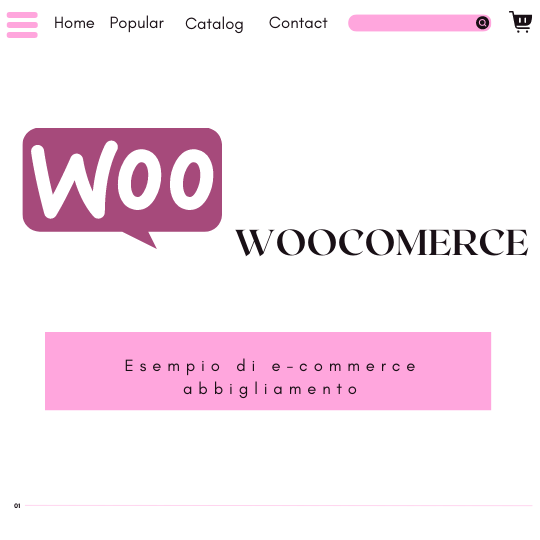 Home Popular Catalog Contact
Woo
WOOCOMERCE
Esempio di e-commerce
abbigliamento
01